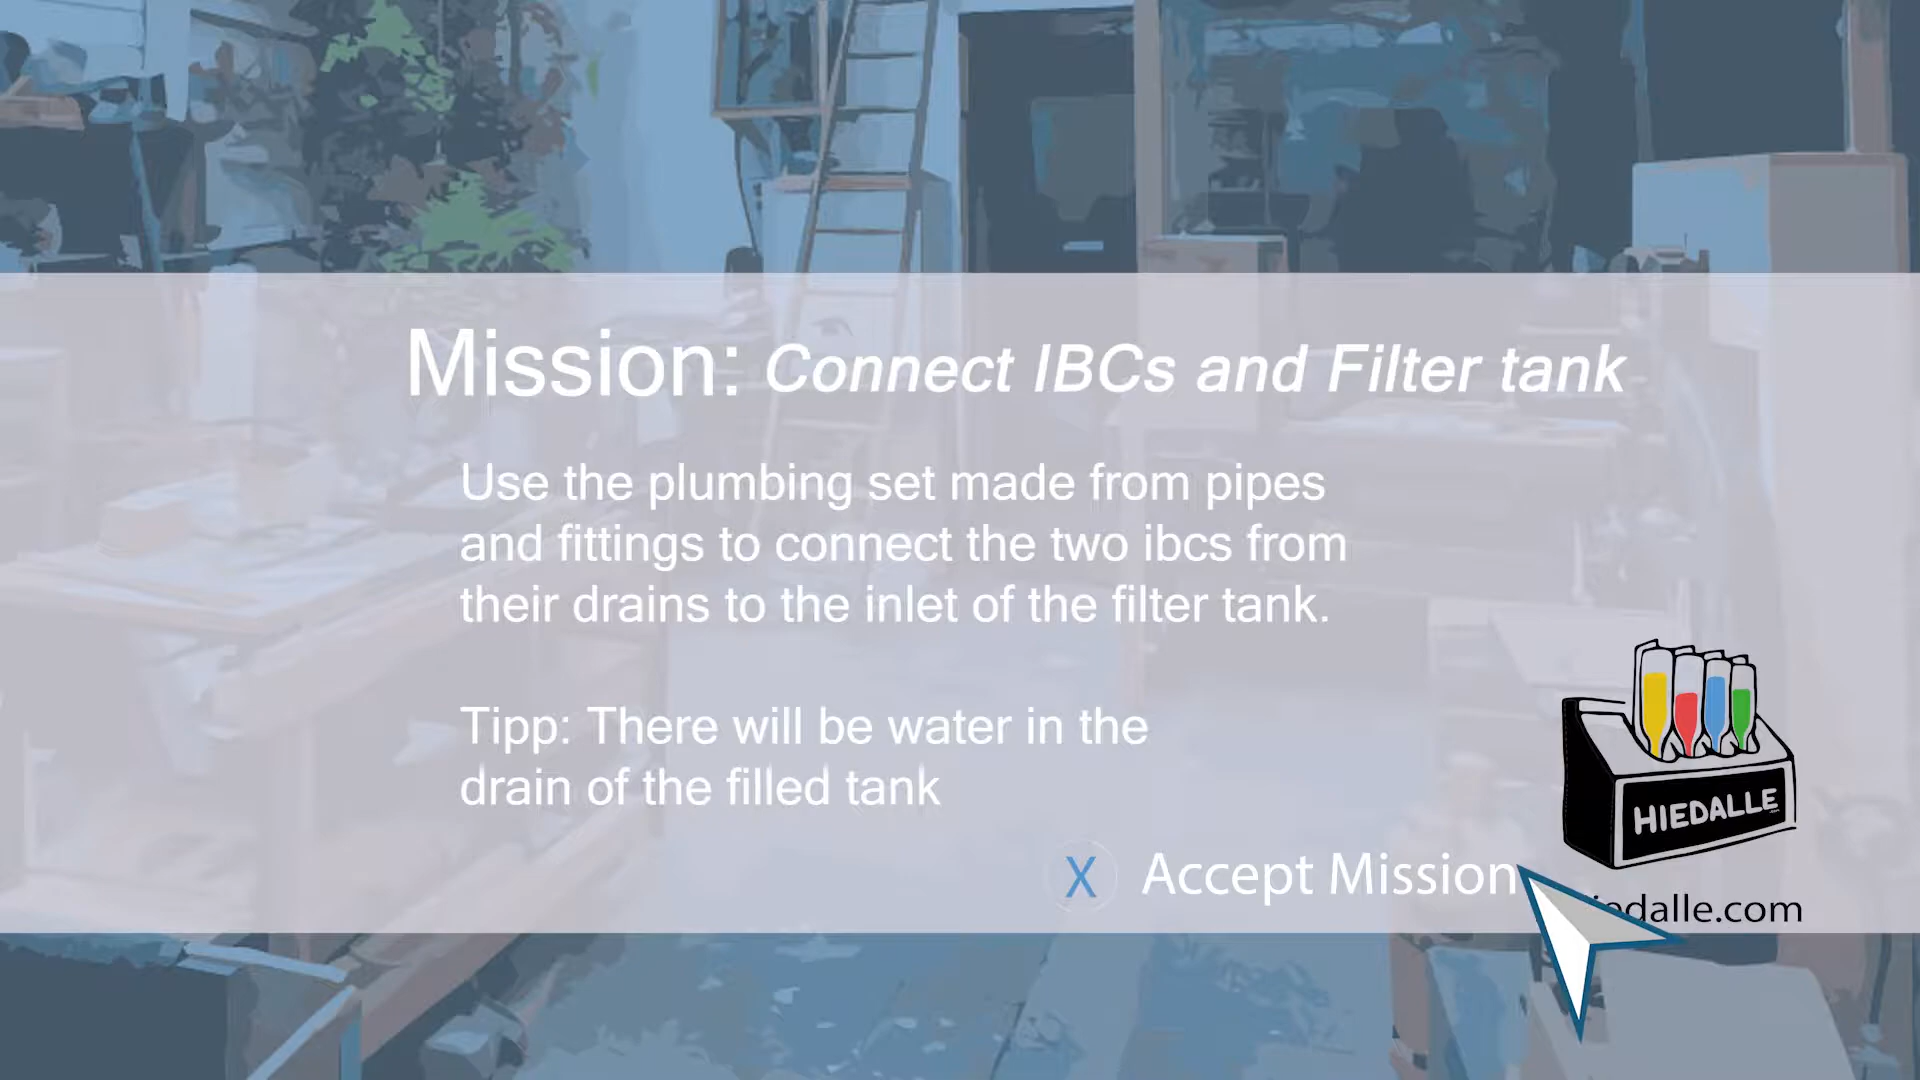 Mission: Connect IBCs and Filter tank
Use the plumbing set made from pipes
and fittings to connect the two ibcs from
their drains to the inlet of the filter tank.
Tipp: There will be water in the
drain of the filled tank
HIEDALLE
X Accept Mission
iedalle.com